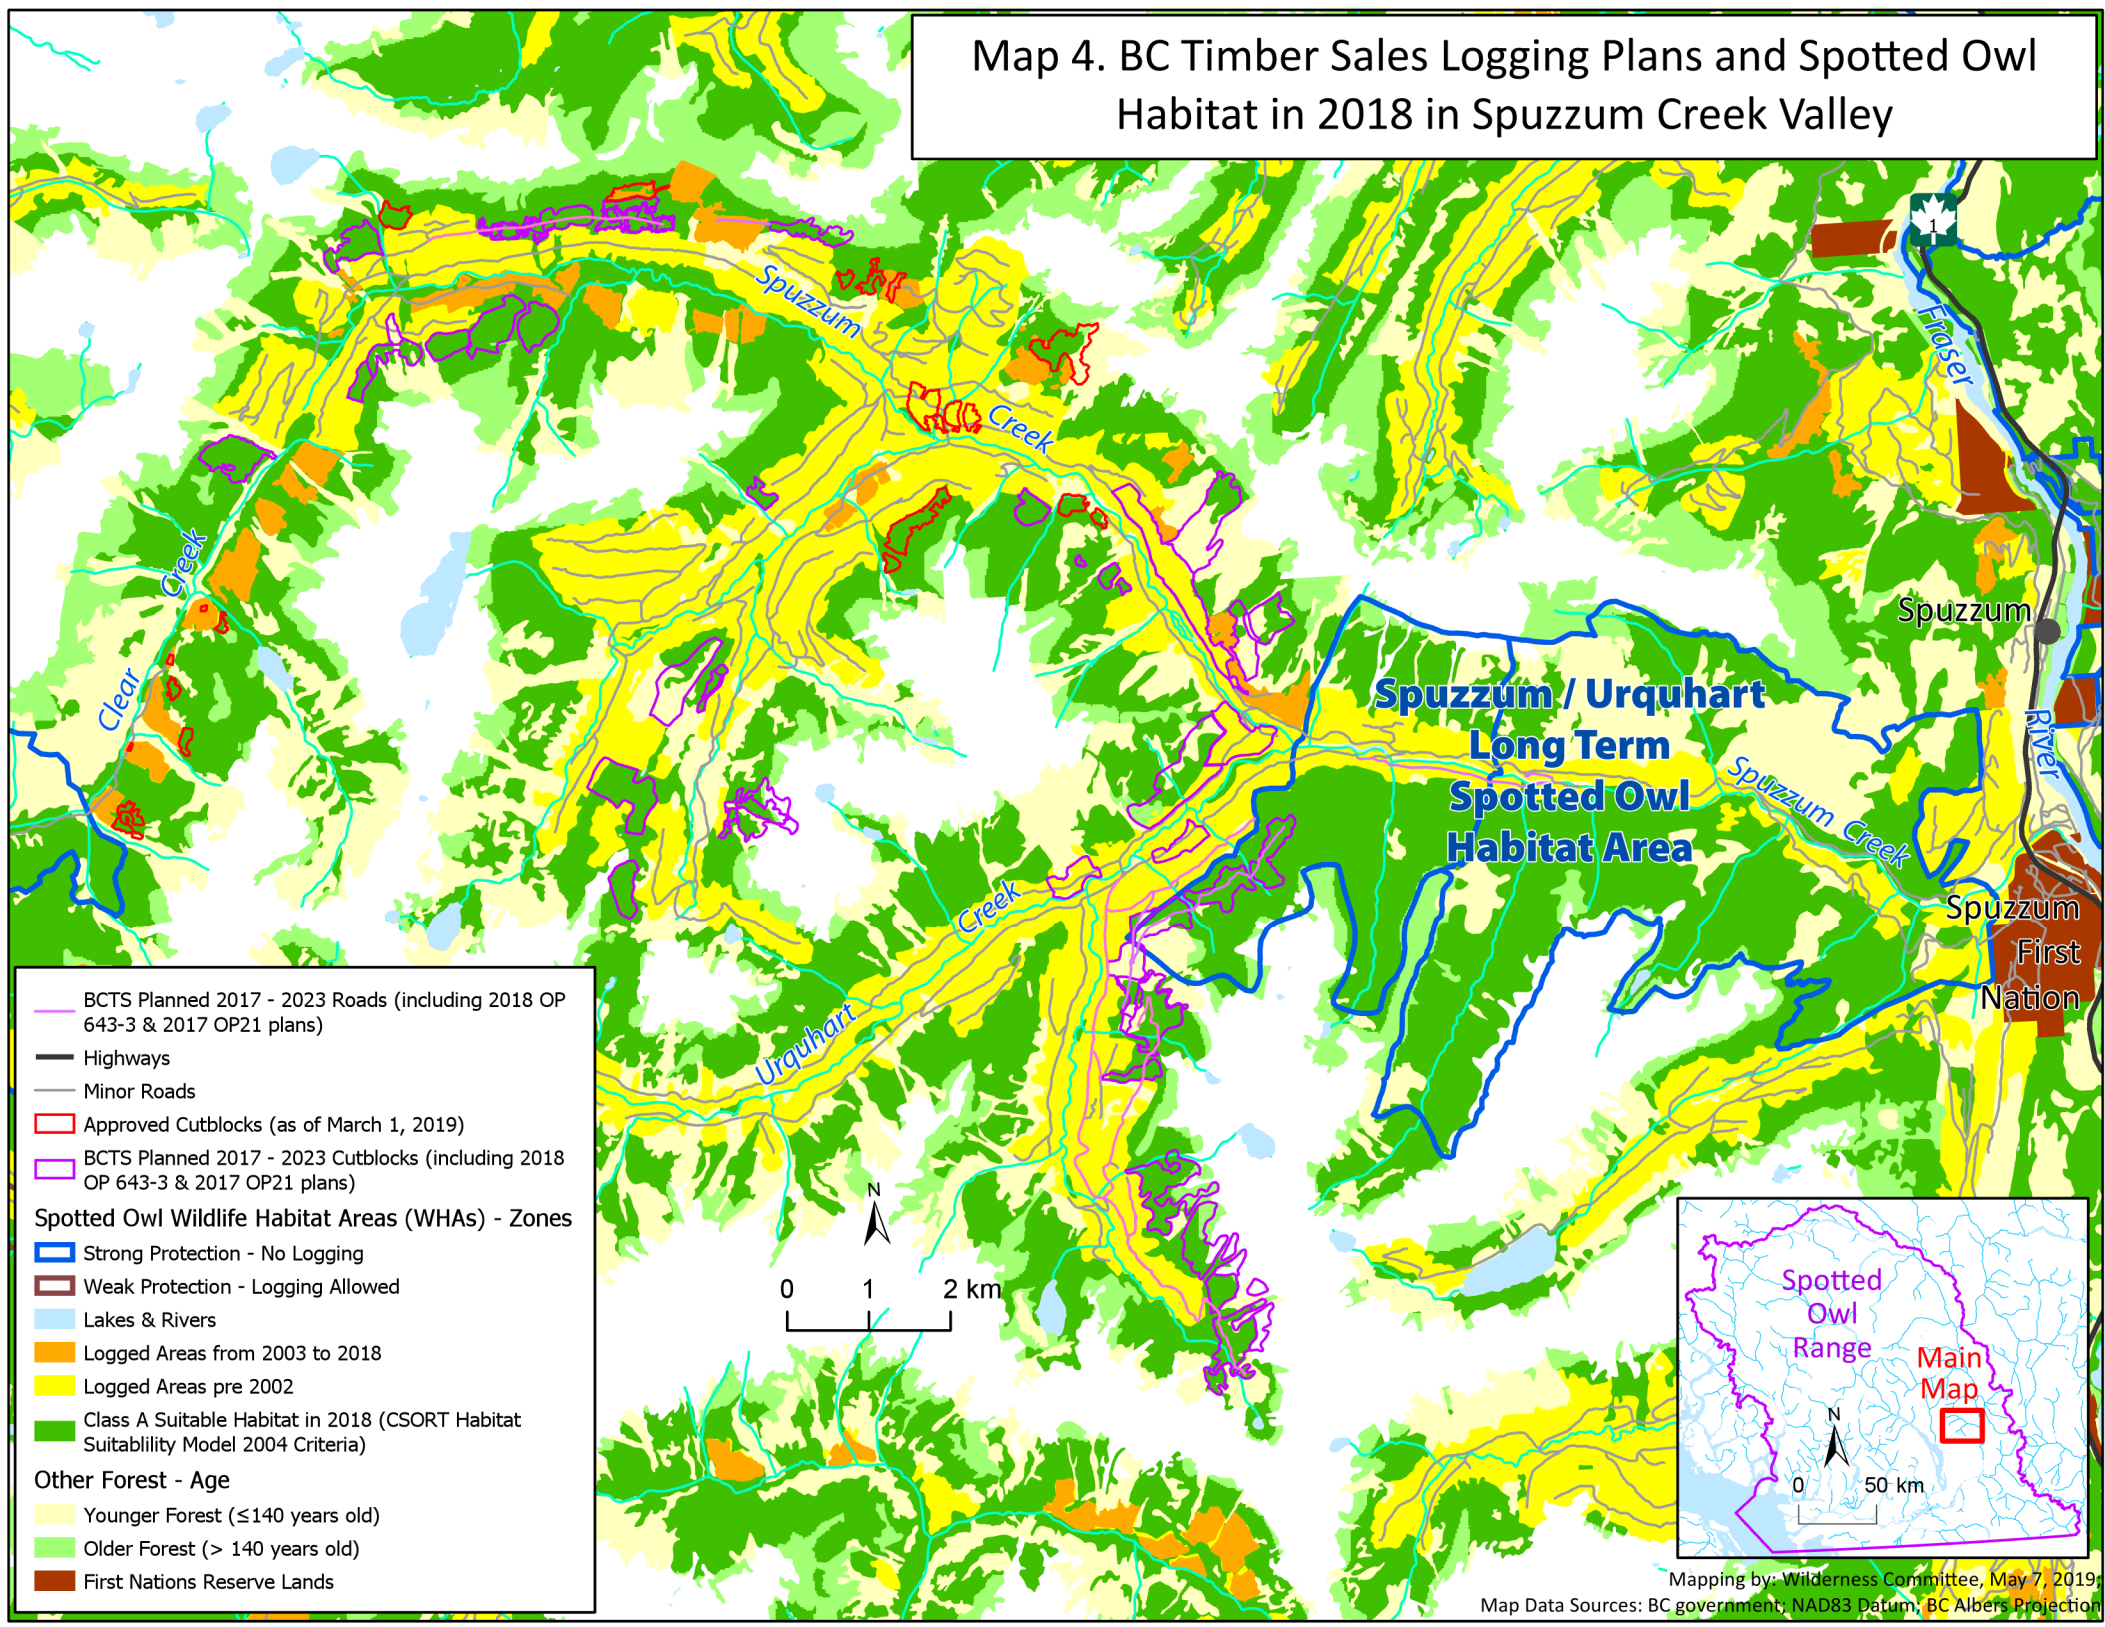 Map 4. BC Timber Sales Logging Plans and Spotted Owl
Habitat in 2018 in Spuzzum Creek Valley
1
Fraser
River
Spuzzum
Creek
Creek
Clear
Spuzzum
Spuzzum / Urquhart
Long Term
Spotted Owl
Habitat Area
Spuzzum Creek
Creek
Urquhart
Spuzzum
First
Nation
BCTS Planned 2017 - 2023 Roads (including 2018 OP
643-3 & 2017 OP21 plans)
Highways
Minor Roads
Approved Cutblocks (as of March 1, 2019)
BCTS Planned 2017 - 2023 Cutblocks (including 2018
OP 643-3 & 2017 OP21 plans)
Spotted Owl Wildlife Habitat Areas (WHAs) - Zones
Strong Protection - No Logging
Weak Protection - Logging Allowed
Lakes & Rivers
Logged Areas from 2003 to 2018
Logged Areas pre 2002
Class A Suitable Habitat in 2018 (CSORT Habitat
Suitablility Model 2004 Criteria)
Other Forest - Age
Younger Forest (≤140 years old)
Older Forest (> 140 years old)
First Nations Reserve Lands
N
0 1 2 km
Spotted
Owl
Range
Main
Map
N
0 50 km
Mapping by: Wilderness Committee, May 7, 2019;
Map Data Sources: BC government; NAD83 Datum; BC Albers Projection